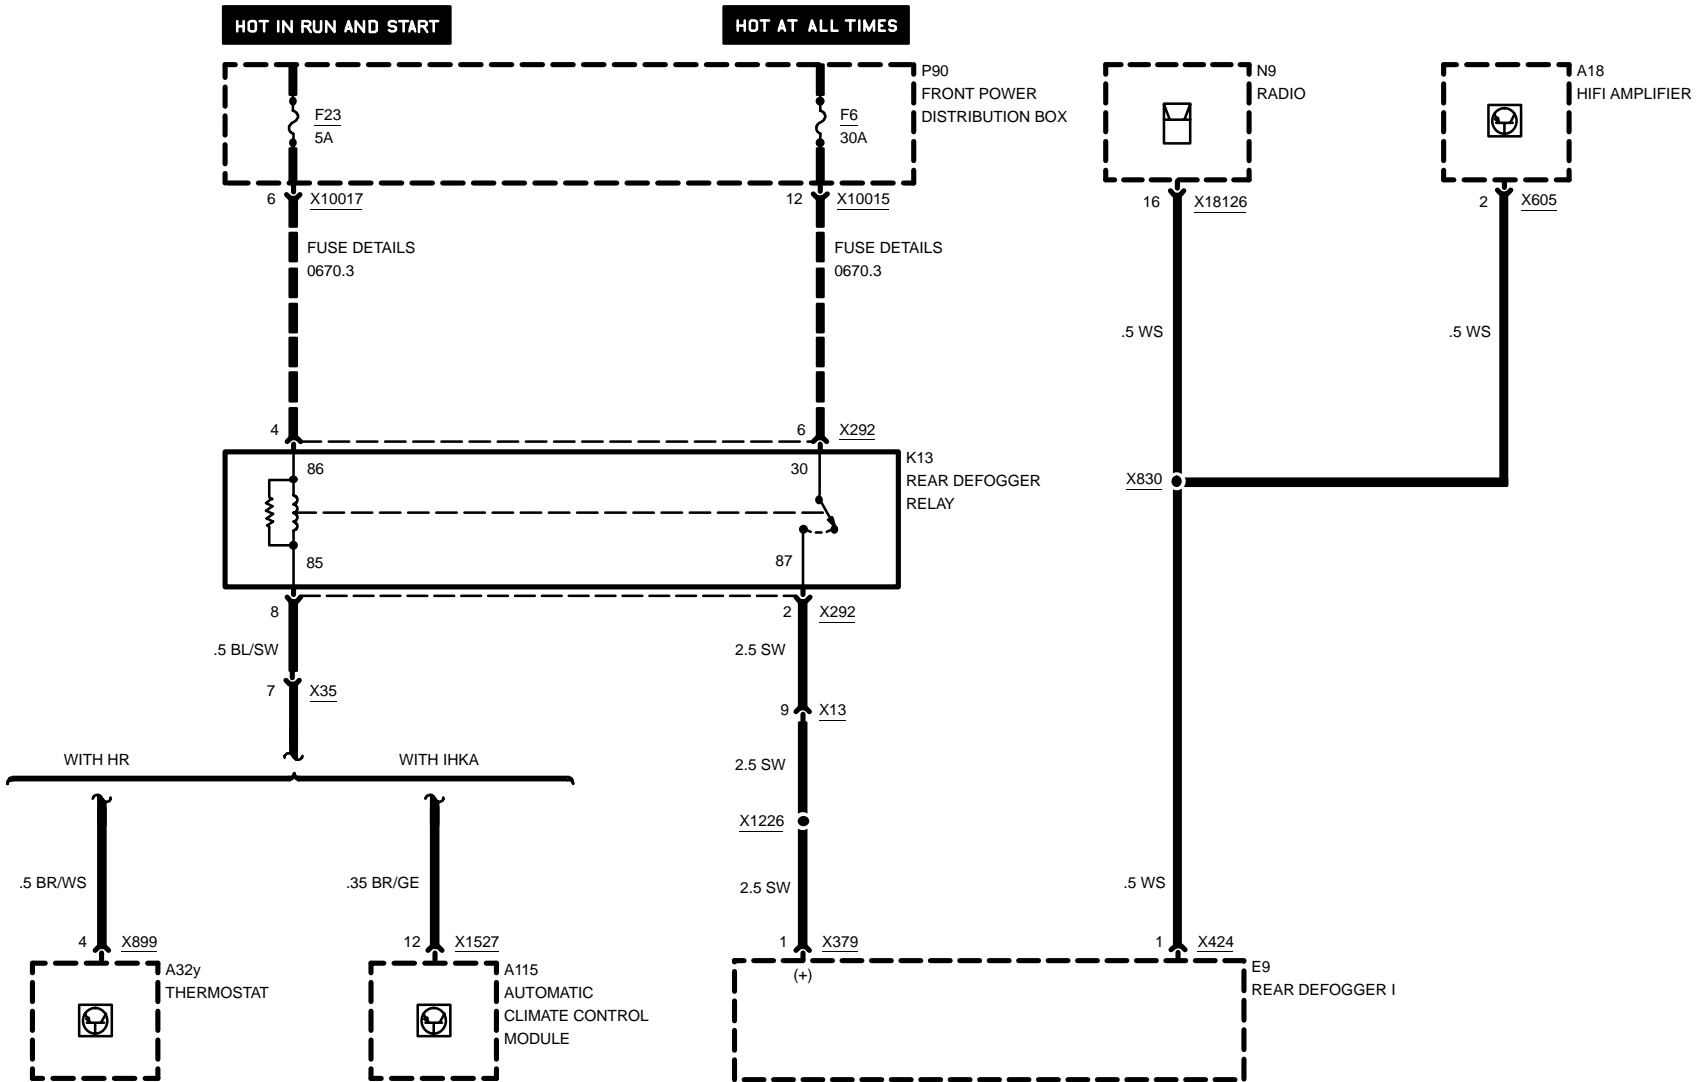 HOT IN RUN AND START
HOT AT ALL TIMES
P90
FRONT POWER
DISTRIBUTION BOX
F23
5A
F6
30A
N9
RADIO
A18
HIFI AMPLIFIER
6
X10017
12
X10015
16
X18126
2
X605
FUSE DETAILS
0670.3
FUSE DETAILS
0670.3
.5 WS
.5 WS
4
6
X292
86
30
K13
REAR DEFOGGER
RELAY
X830
85
87
8
2
X292
.5 BL/SW
2.5 SW
7
X35
9
X13
WITH HR
WITH IHKA
2.5 SW
X1226
.5 BR/WS
.35 BR/GE
2.5 SW
.5 WS
4
X899
12
X1527
1
X379
1
X424
A32y
THERMOSTAT
A115
AUTOMATIC
CLIMATE CONTROL
MODULE
(+)
E9
REAR DEFOGGER I